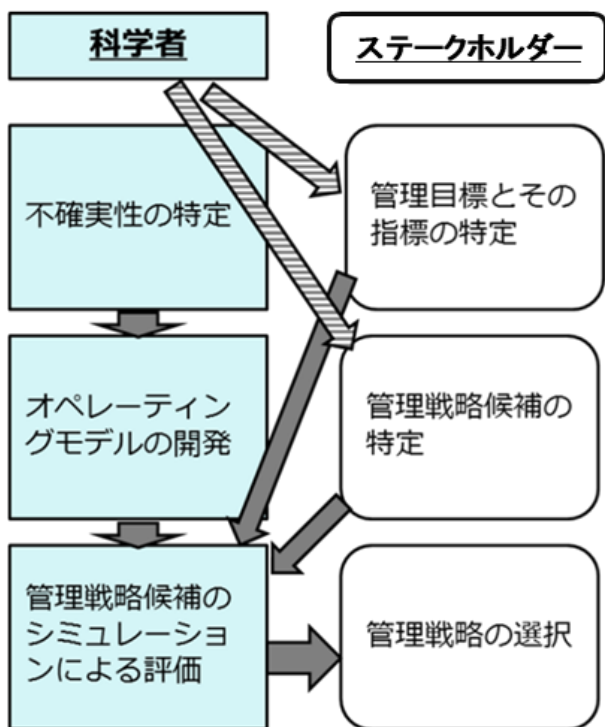 科学者
ステークホルダー
不確実性の特定
管理目標とその
指標の特定
オペレーティン
グモデルの開発
管理戦略候補の
特定
管理戦略候補の
シミュレーショ
ンによる評価
管理戦略の選択